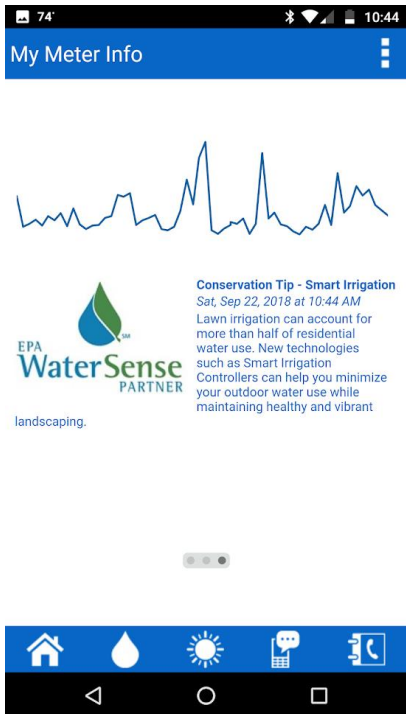 74°
10:44
My Meter Info
Conservation Tip - Smart Irrigation
Sat, Sep 22, 2018 at 10:44 AM
Lawn irrigation can account for
more than half of residential
water use. New technologies
such as Smart Irrigation
Controllers can help you minimize
your outdoor water use while
maintaining healthy and vibrant
landscaping.
SM
EPA
WaterSense
PARTNER